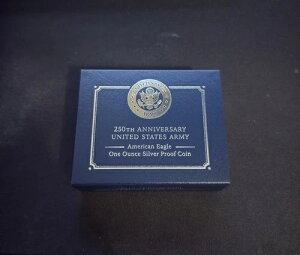 250TH ANNIVERSARY
UNITED STATES ARMY
American Eagle
One Ounce Silver Proof Coin